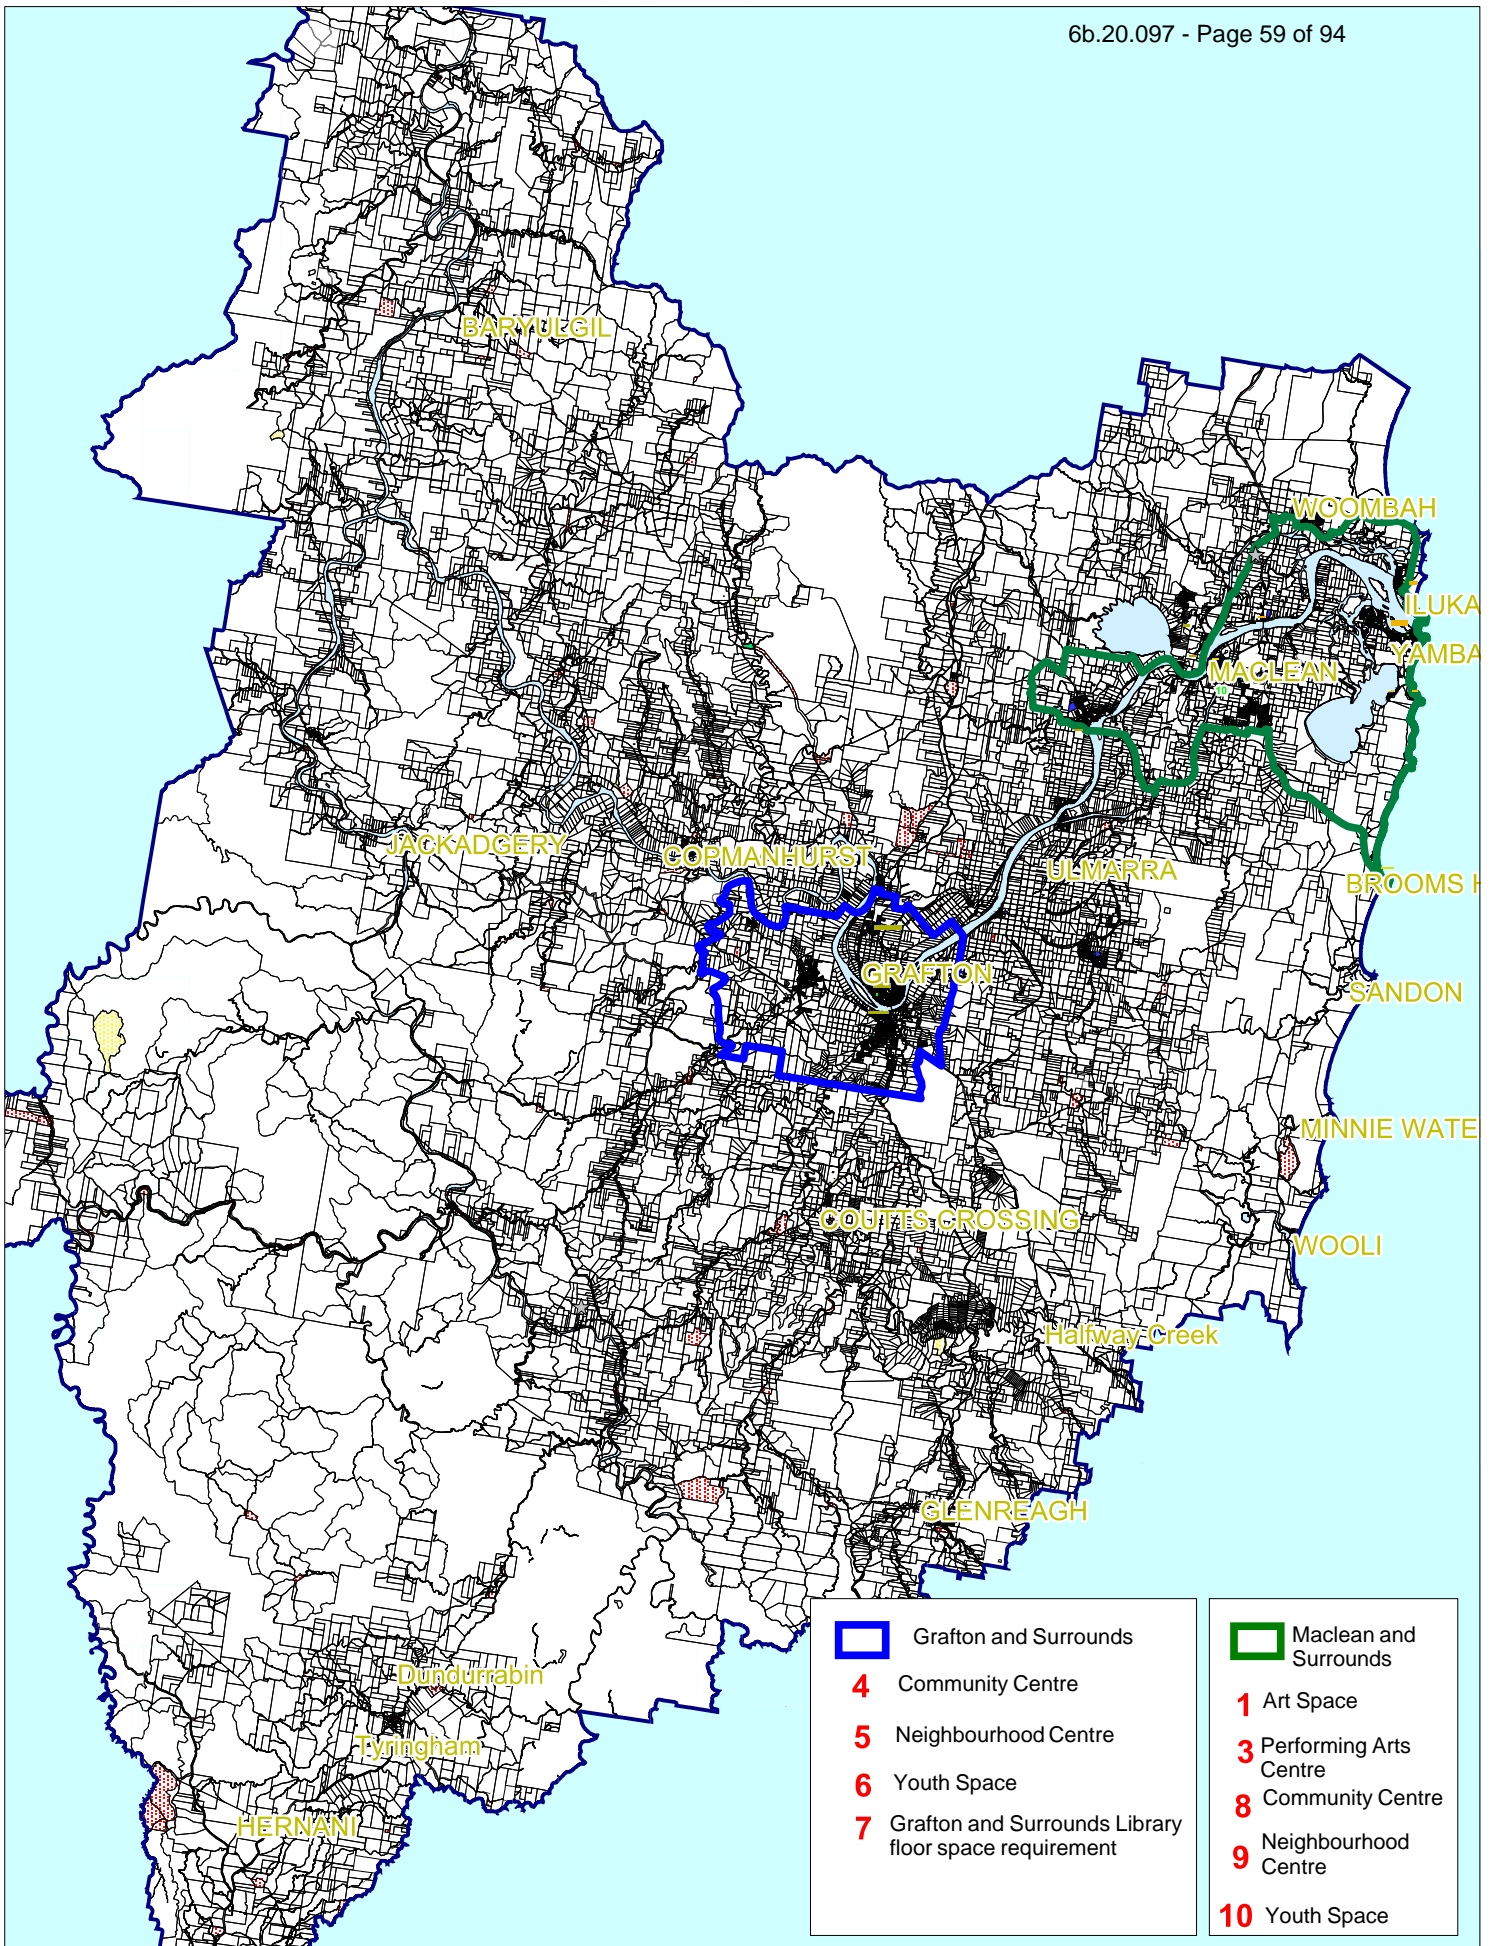 6b.20.097 - Page 59 of 94
BARYULGIL
WOOMBAH
ILUKA
YAMBA
MACLEAN
10
JACKADGERY
COPMANHURST
ULMARRA
BROOMS H
GRAFTON
SANDON
MINNIE WATE
COUTTS CROSSING
WOOLI
Halfway Creek
GLENREAGH
Dundurrabin
Tyringham
HERNANI
Grafton and Surrounds
4 Community Centre
5 Neighbourhood Centre
6 Youth Space
7 Grafton and Surrounds Library
floor space requirement
Maclean and
Surrounds
1 Art Space
3 Performing Arts
Centre
8 Community Centre
9 Neighbourhood
Centre
10 Youth Space